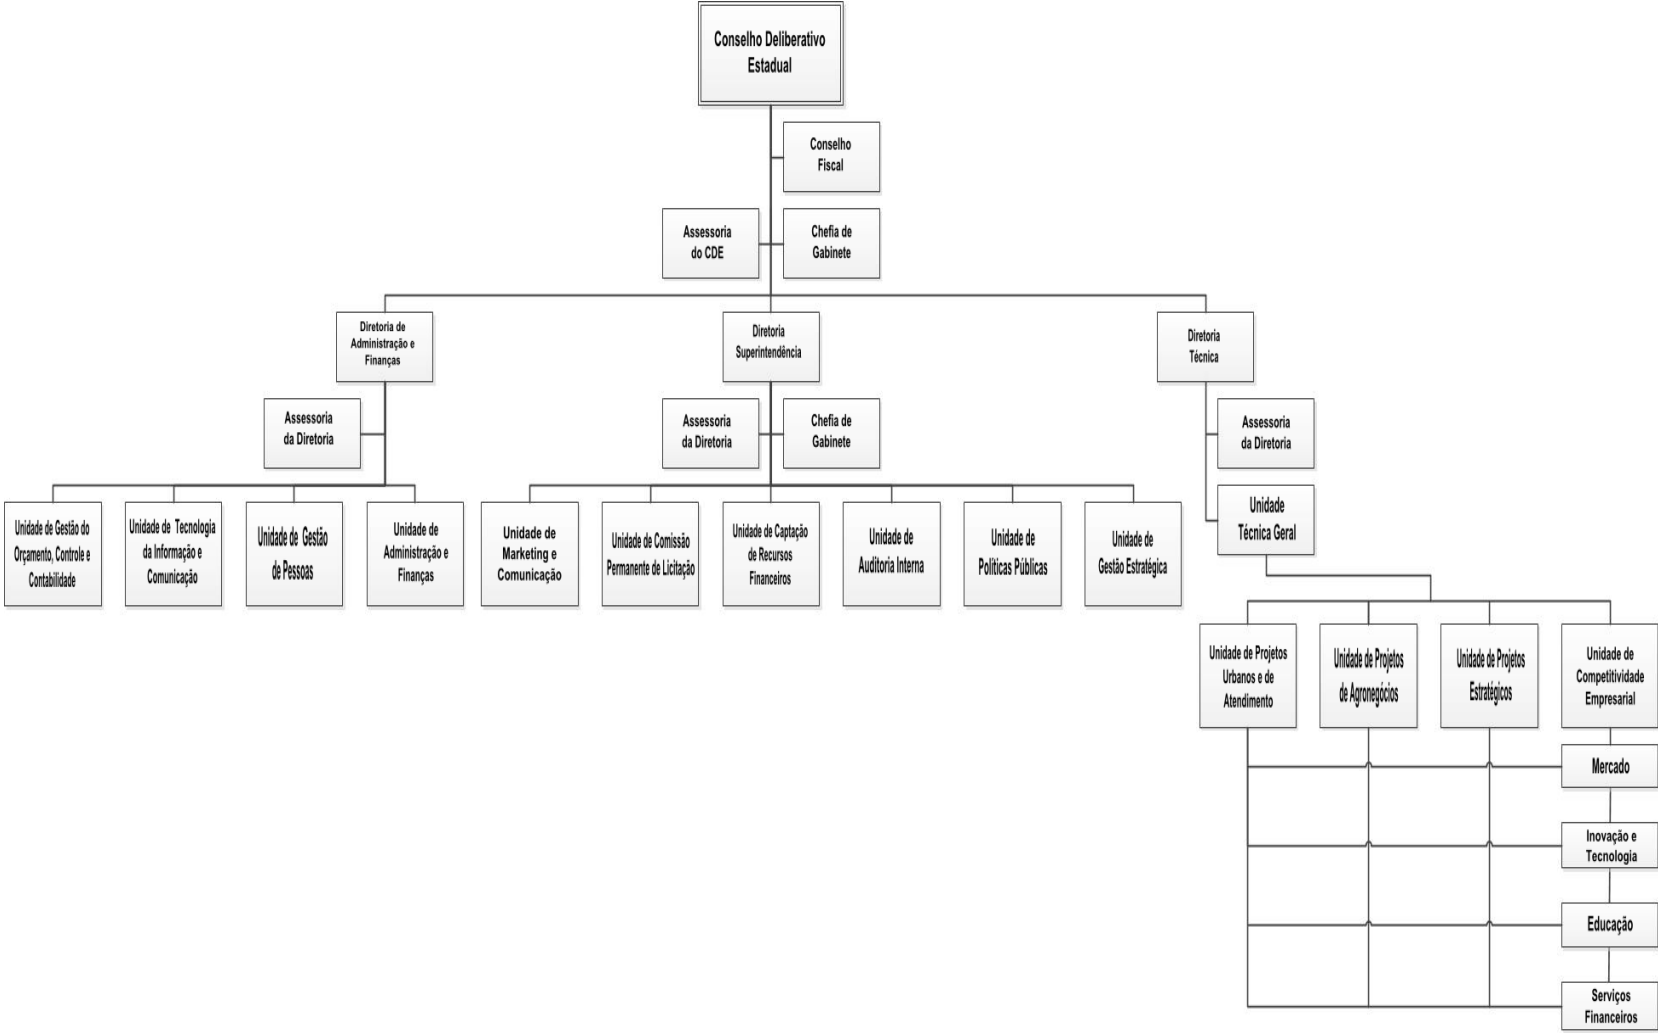 Conselho Deliberativo
Estadual
Conselho
Fiscal
Assessoria
do CDE
Chefia de
Gabinete
Diretoria de
Administração e
Finanças
Diretoria
Superintendência
Diretoria
Técnica
Assessoria
da Diretoria
Assessoria
da Diretoria
Chefia de
Gabinete
Assessoria
da Diretoria
Unidade de Gestão do
Orçamento, Controle e
Contabilidade
Unidade de Tecnologia
da Informação e
Comunicação
Unidade de Gestão
de Pessoas
Unidade de
Administração e
Finanças
Unidade de
Marketing e
Comunicação
Unidade de Comissão
Permanente de Licitação
Unidade de Captação
de Recursos
Financeiros
Unidade de
Auditoria Interna
Unidade de
Políticas Públicas
Unidade de
Gestão Estratégica
Unidade
Técnica Geral
Unidade de Projetos
Urbanos e de
Atendimento
Unidade de Projetos
de Agronegócios
Unidade de Projetos
Estratégicos
Unidade de
Competitividade
Empresarial
Mercado
Inovação e
Tecnologia
Educação
Serviços
Financeiros